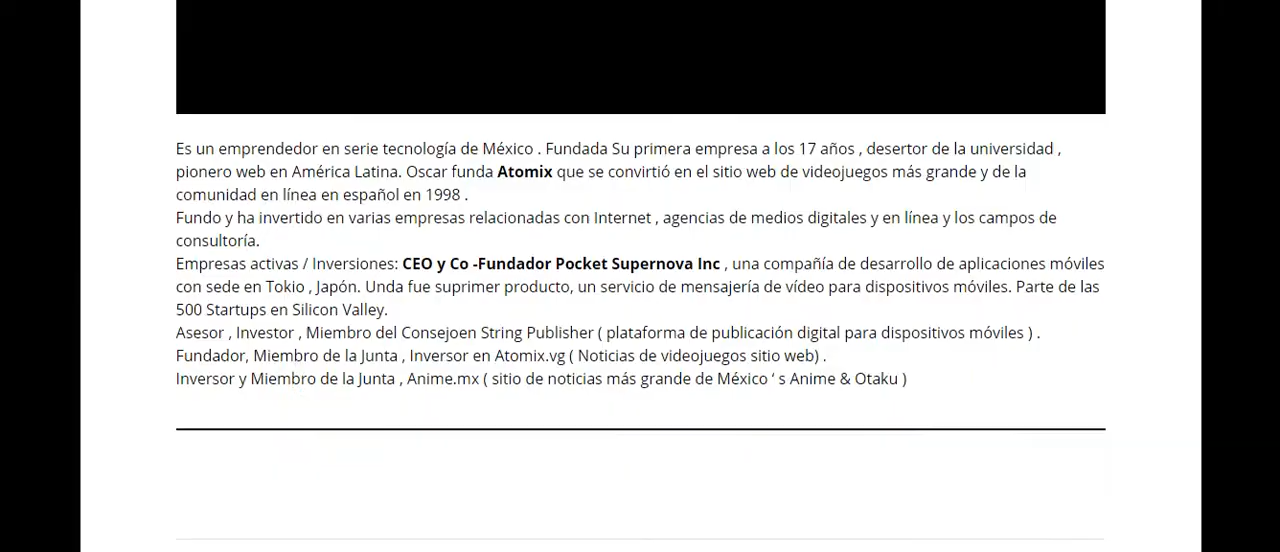 Es un emprendedor en serie tecnología de México . Fundada Su primera empresa a los 17 años , desertor de la universidad ,
pionero web en América Latina. Oscar funda Atomix que se convirtió en el sitio web de videojuegos más grande y de la
comunidad en línea en español en 1998 .
Fundo y ha invertido en varias empresas relacionadas con Internet , agencias de medios digitales y en línea y los campos de
consultoría.
Empresas activas / Inversiones: CEO y Co -Fundador Pocket Supernova Inc , una compañía de desarrollo de aplicaciones móviles
con sede en Tokio , Japón. Unda fue suprimer producto, un servicio de mensajería de vídeo para dispositivos móviles. Parte de las
500 Startups en Silicon Valley.
Asesor , Investor , Miembro del Consejoen String Publisher ( plataforma de publicación digital para dispositivos móviles ) .
Fundador, Miembro de la Junta , Inversor en Atomix.vg ( Noticias de videojuegos sitio web) .
Inversor y Miembro de la Junta , Anime.mx ( sitio de noticias más grande de México ‘ s Anime & Otaku )